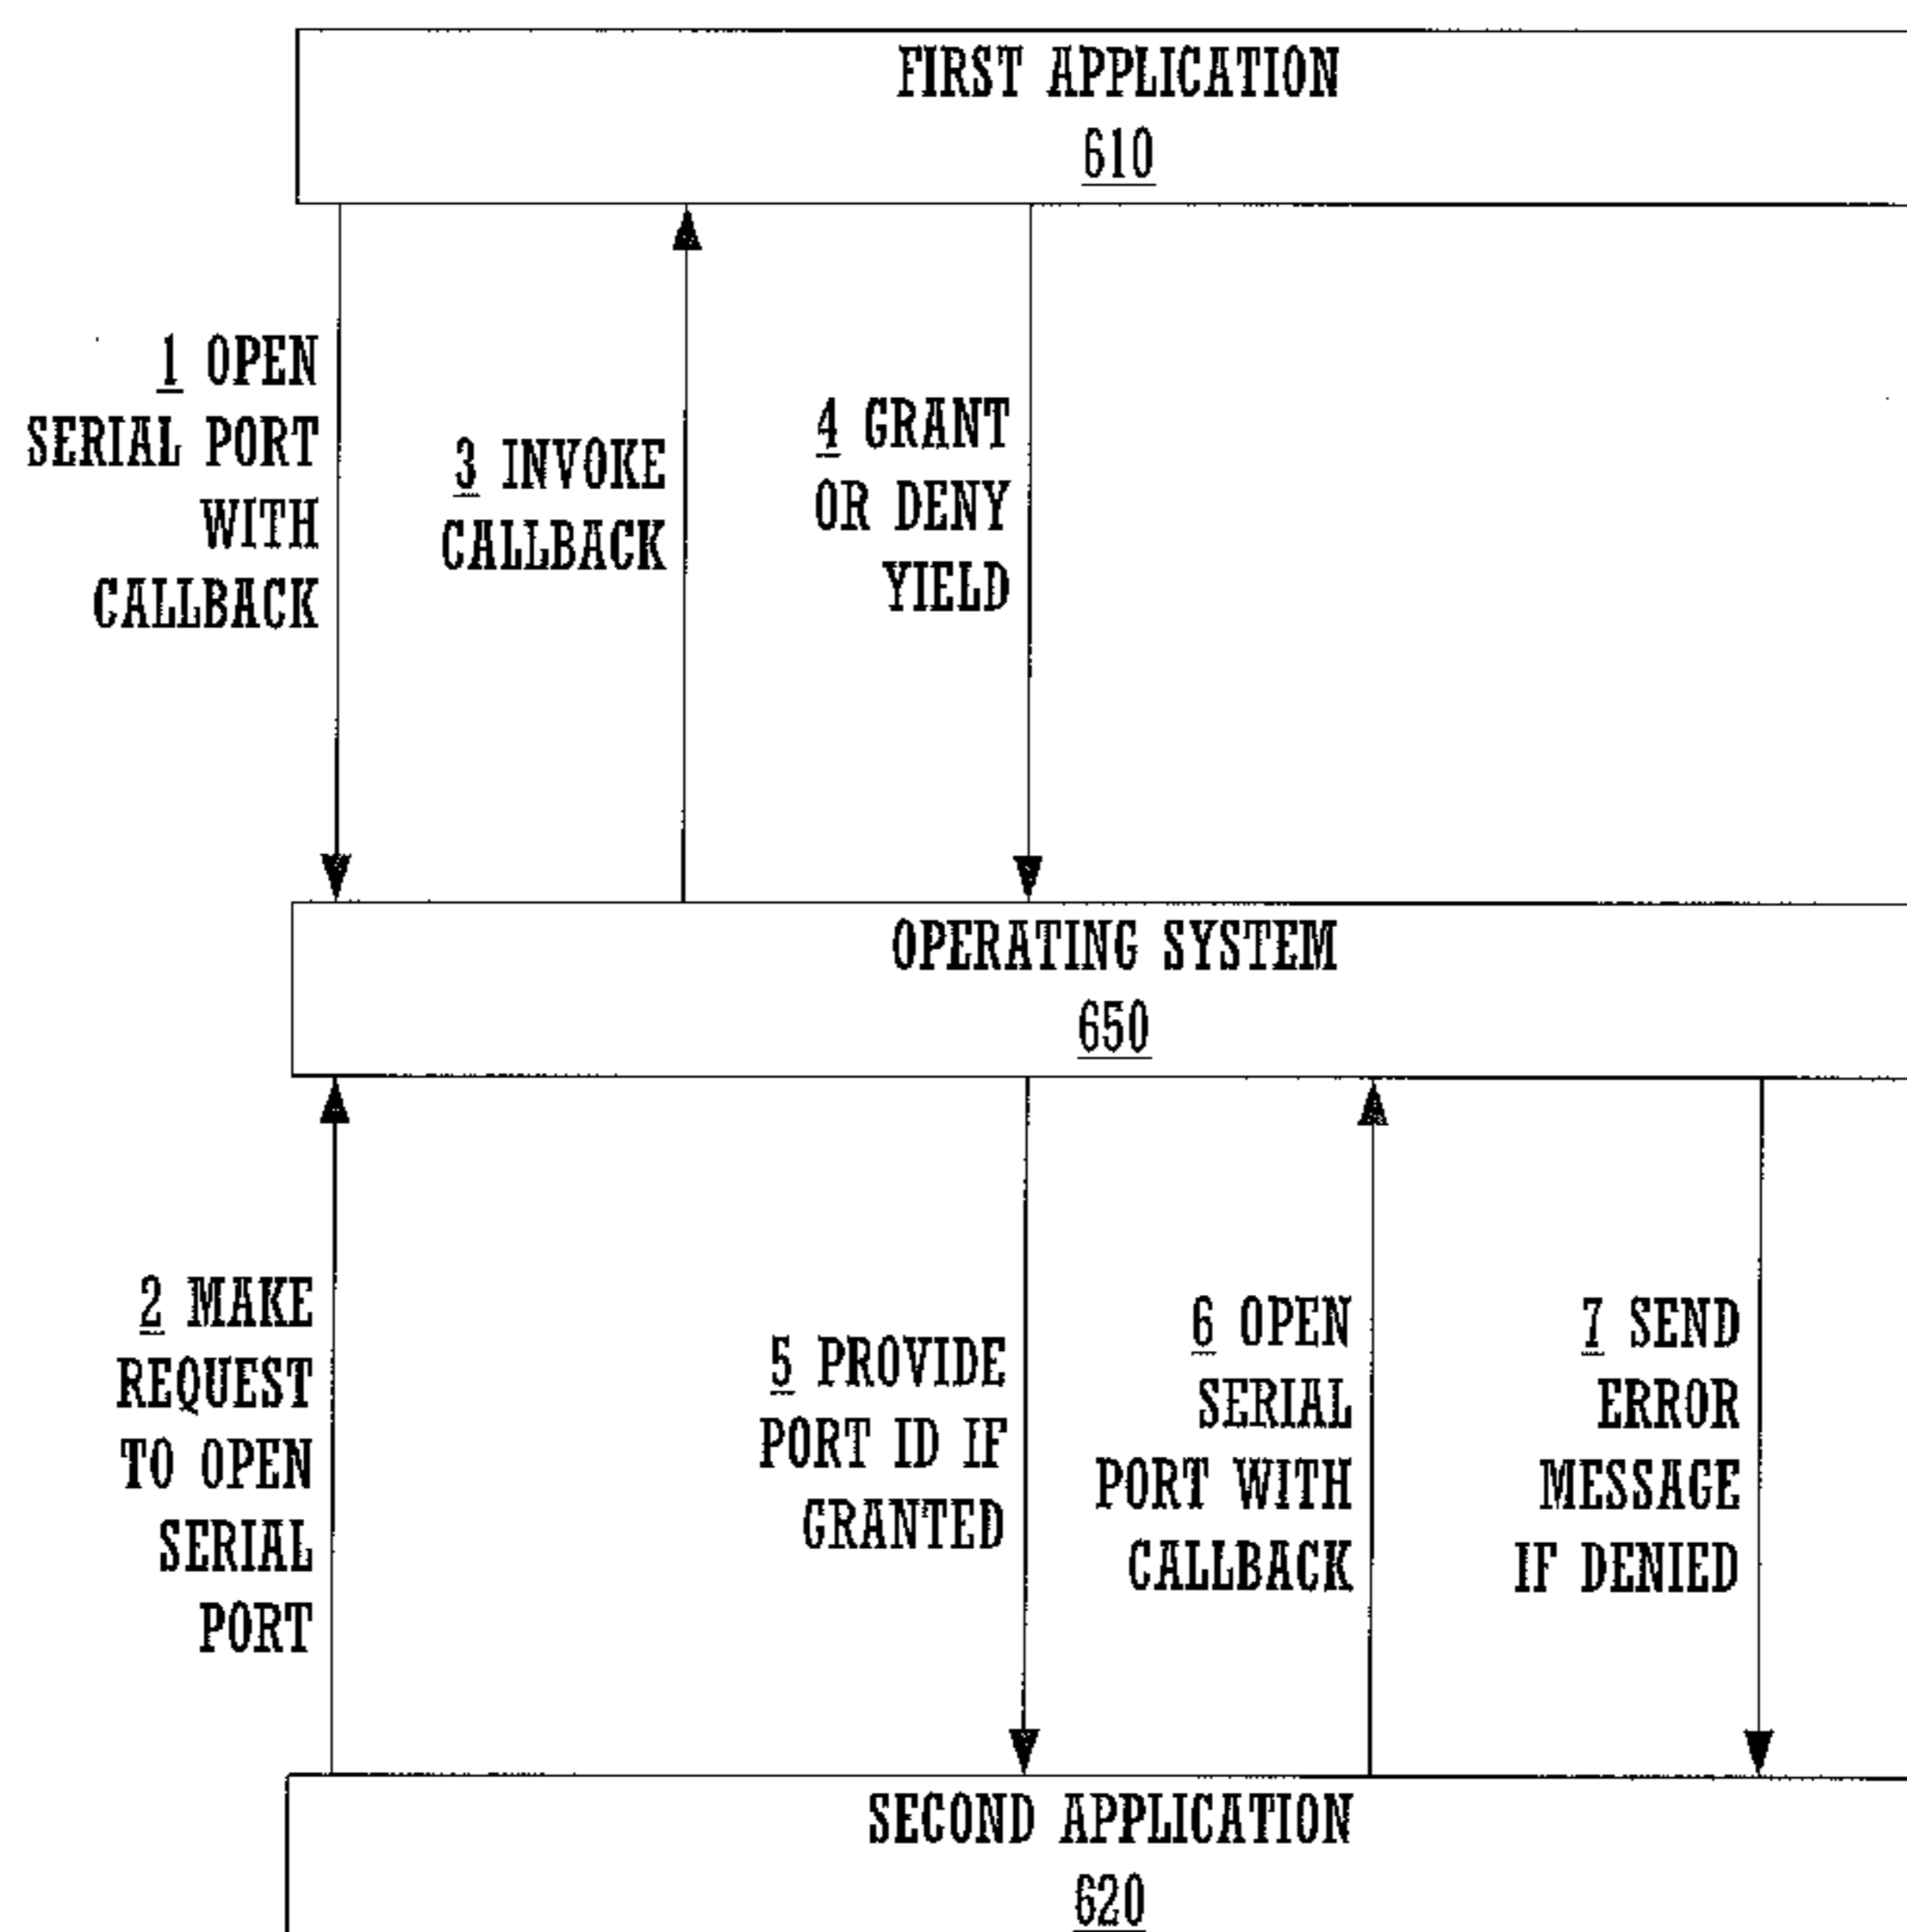 FIRST APPLICATION
610
1 OPEN
SERIAL PORT
WITH
CALLBACK
3 INVOKE
CALLBACK
4 GRANT
OR DENY
YIELD
OPERATING SYSTEM
650
2 MAKE
REQUEST
TO OPEN
SERIAL
PORT
5 PROVIDE
PORT ID IF
GRANTED
6 OPEN
SERIAL
PORT WITH
CALLBACK
7 SEND
ERROR
MESSAGE
IF DENIED
SECOND APPLICATION
620